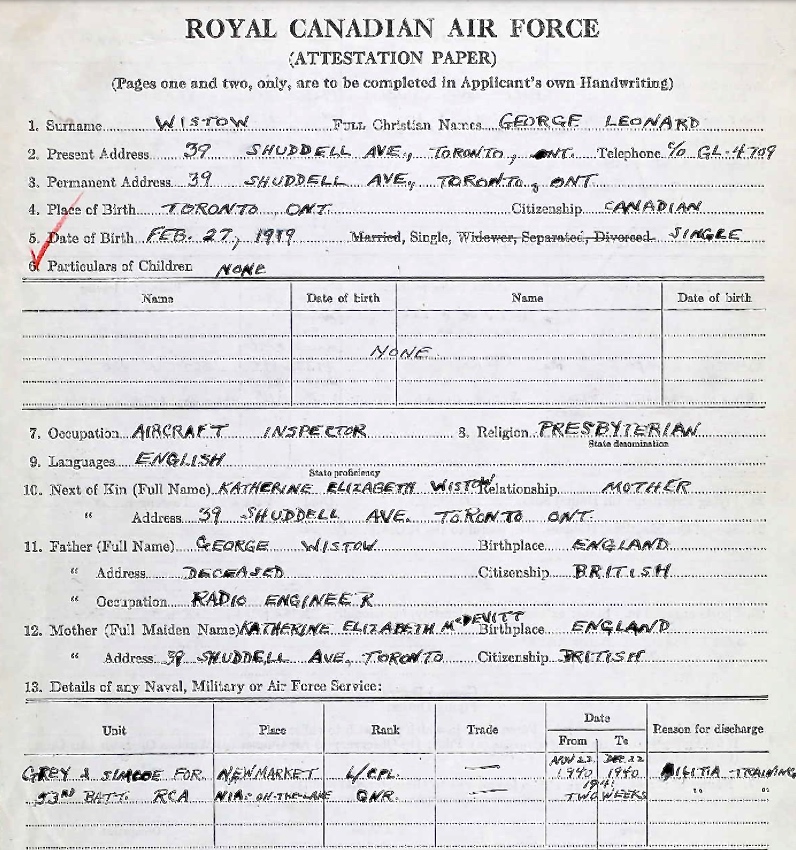 ROYAL CANADIAN AIR FORCE
(ATTESTATION PAPER)
(Pages one and two, only, are to be completed in Applicant's own Handwriting)
1. Surname WISTOW FULL Christian Names GEORGE LEONARD
2. Present Address 39 SHUDDELL AVE., TORONTO, ONT. Telephone c/o GL-4709
3. Permanent Address 39 SHUDDELL AVE., TORONTO, ONT.
4. Place of Birth TORONTO, ONT. Citizenship CANADIAN
5. Date of Birth FEB. 27, 1919 Married, Single, Widower, Separated, Divorced. SINGLE
6. Particulars of Children NONE
Name Date of birth Name Date of birth
NONE
7. Occupation AIRCRAFT INSPECTOR 8. Religion PRESBYTERIAN
State denomination
9. Languages ENGLISH
State proficiency
10. Next of Kin (Full Name) KATHERINE ELIZABETH WISTOW Relationship MOTHER
" Address 39 SHUDDELL AVE. TORONTO ONT.
11. Father (Full Name) GEORGE WISTOW Birthplace ENGLAND
" Address DECEASED Citizenship BRITISH
" Occupation RADIO ENGINEER
12. Mother (Full Maiden Name) KATHERINE ELIZABETH McDEVITT Birthplace ENGLAND
" Address 39 SHUDDELL AVE, TORONTO Citizenship BRITISH
13. Details of any Naval, Military or Air Force Service:
Unit Place Rank Trade Date Reason for discharge
From To
GREY & SIMCOE FOR. NEWMARKET L/CPL. — NOV 22 1940 DEC. 22 1940 MILITIA-TRAINING
53RD BATT. RCA NIA-ON-THE-LAKE GNR. — 1941 TWO WEEKS " "